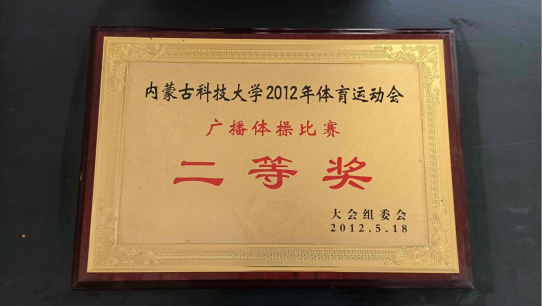 内蒙古科技大学2012年体育运动会
广播体操比赛
二等奖
大会组委会
2012.5.18